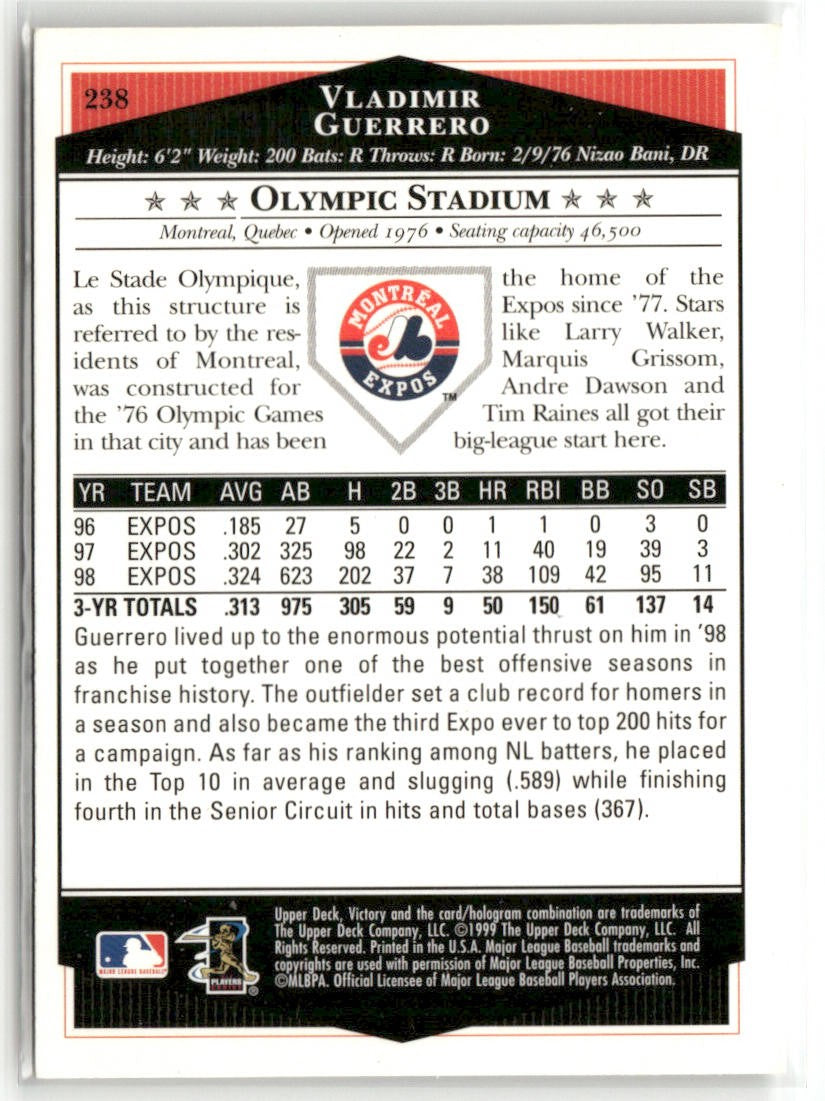 238
VLADIMIR
GUERRERO
Height: 6'2" Weight: 200 Bats: R Throws: R Born: 2/9/76 Nizao Bani, DR
OLYMPIC STADIUM
Montreal, Quebec • Opened 1976 • Seating capacity 46,500
Le Stade Olympique,
as this structure is
referred to by the res-
idents of Montreal,
was constructed for
the '76 Olympic Games
in that city and has been
MONTRÉAL
EXPOS
TM
the home of the
Expos since '77. Stars
like Larry Walker,
Marquis Grissom,
Andre Dawson and
Tim Raines all got their
big-league start here.
YR TEAM AVG AB H 2B 3B HR RBI BB SO SB
96 EXPOS .185 27 5 0 0 1 1 0 3 0
97 EXPOS .302 325 98 22 2 11 40 19 39 3
98 EXPOS .324 623 202 37 7 38 109 42 95 11
3-YR TOTALS .313 975 305 59 9 50 150 61 137 14
Guerrero lived up to the enormous potential thrust on him in '98
as he put together one of the best offensive seasons in
franchise history. The outfielder set a club record for homers in
a season and also became the third Expo ever to top 200 hits for
a campaign. As far as his ranking among NL batters, he placed
in the Top 10 in average and slugging (.589) while finishing
fourth in the Senior Circuit in hits and total bases (367).
MAJOR LEAGUE BASEBALL
PLAYERS
®
Upper Deck, Victory and the card/hologram combination are trademarks of
The Upper Deck Company, LLC. ©1999 The Upper Deck Company, LLC. All
Rights Reserved. Printed in the U.S.A. Major League Baseball trademarks and
copyrights are used with permission of Major League Baseball Properties, Inc.
©MLBPA. Official Licensee of Major League Baseball Players Association.